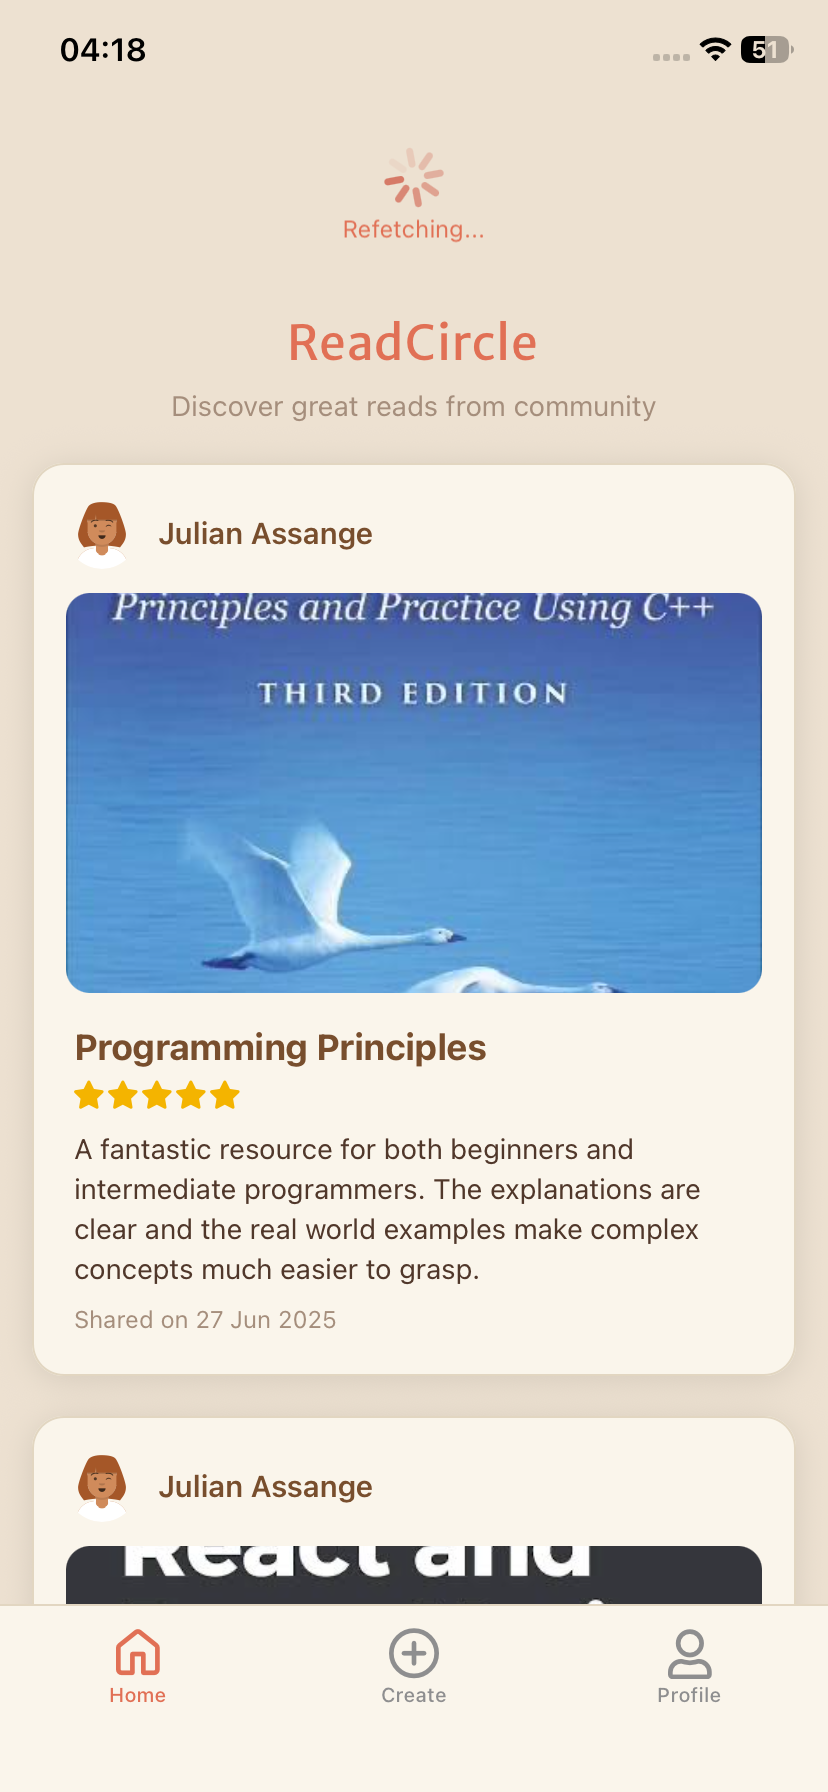 04:18
51
Refetching...
ReadCircle
Discover great reads from community
Julian Assange
Principles and Practice Using C++
THIRD EDITION
Programming Principles
A fantastic resource for both beginners and
intermediate programmers. The explanations are
clear and the real world examples make complex
concepts much easier to grasp.
Shared on 27 Jun 2025
Julian Assange
React and
Home
Create
Profile